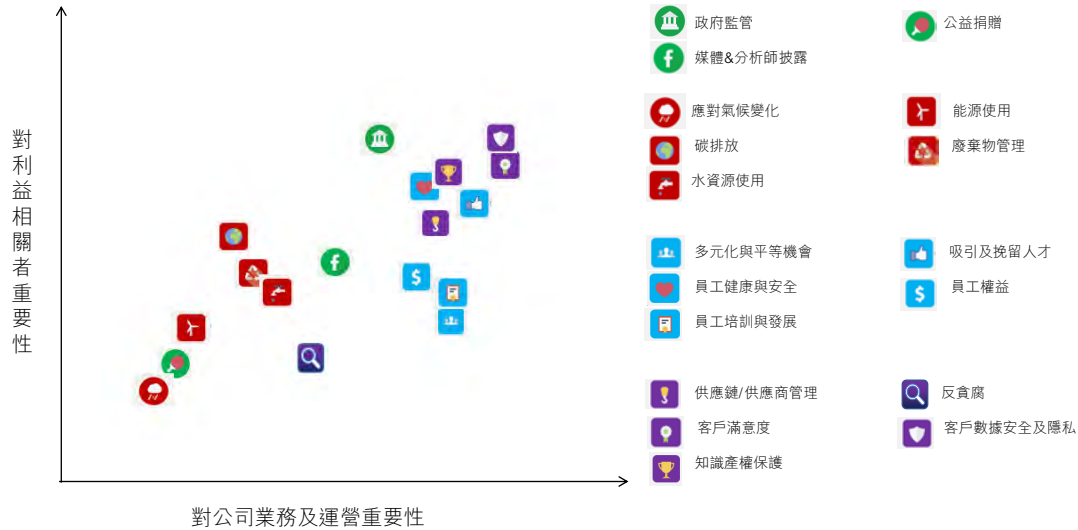 對利益相關者重要性
對公司業務及運營重要性
政府監管
公益捐贈
媒體&分析師披露
應對氣候變化
能源使用
碳排放
廢棄物管理
水資源使用
多元化與平等機會
吸引及挽留人才
員工健康與安全
員工權益
員工培訓與發展
供應鏈/供應商管理
反貪腐
客戶滿意度
客戶數據安全及隱私
知識產權保護